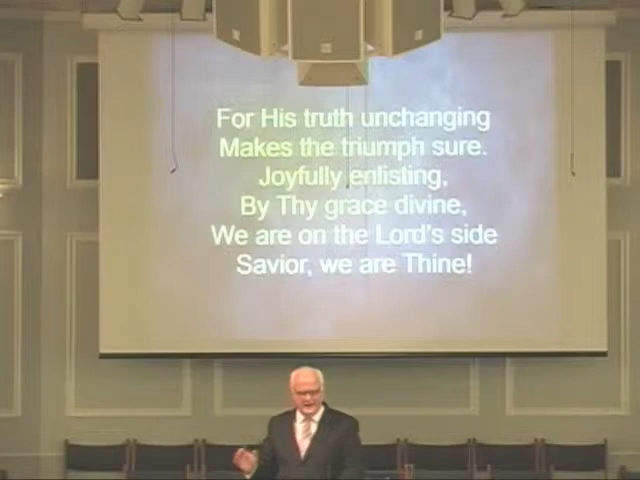 For His truth unchanging
Makes the triumph sure.
Joyfully enlisting,
By Thy grace divine,
We are on the Lord's side
Savior, we are Thine!